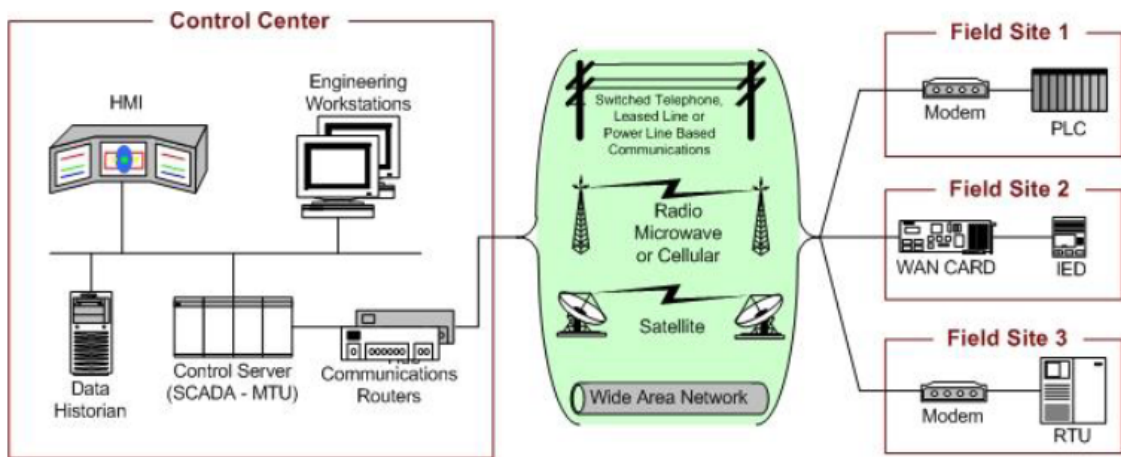 Control Center
HMI
Engineering
Workstations
Data
Historian
Control Server
(SCADA - MTU)
Communications
Routers
Switched Telephone,
Leased Line or
Power Line Based
Communications
Radio
Microwave
or Cellular
Satellite
Wide Area Network
Field Site 1
Modem
PLC
Field Site 2
WAN CARD
IED
Field Site 3
Modem
RTU